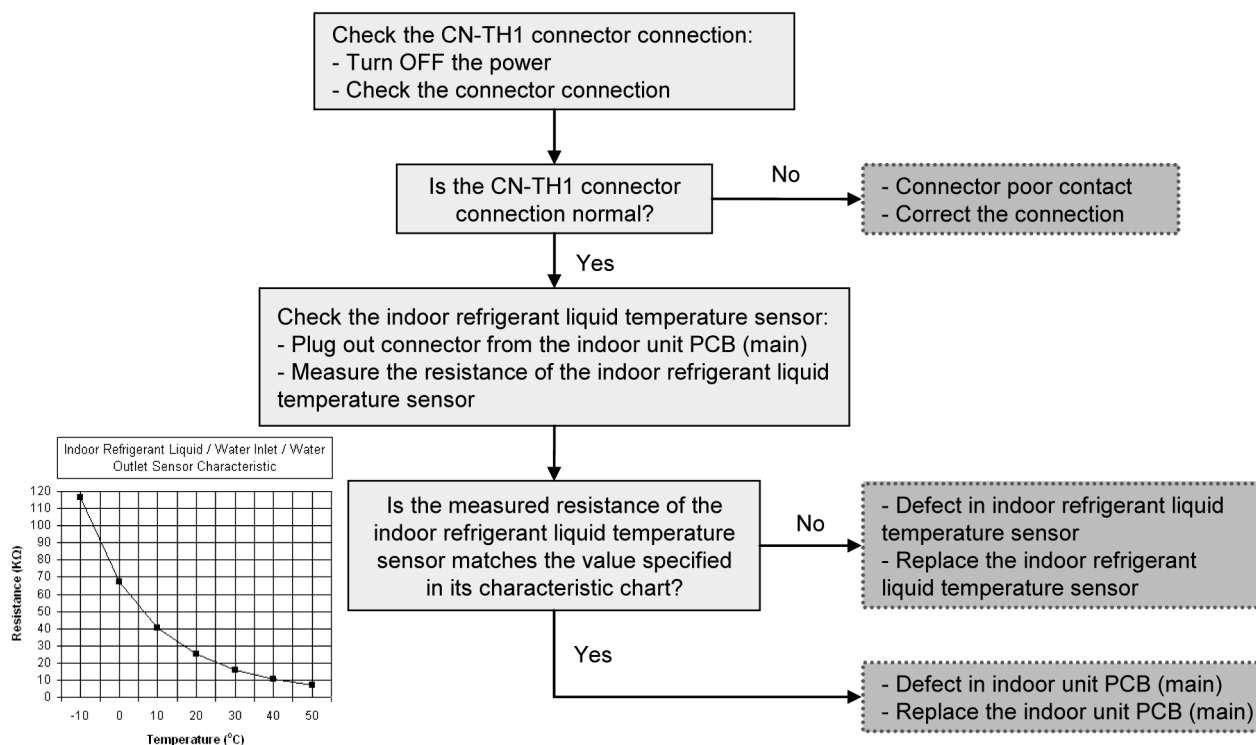 Check the CN-TH1 connector connection:
- Turn OFF the power
- Check the connector connection
Is the CN-TH1 connector
connection normal?
No
- Connector poor contact
- Correct the connection
Yes
Check the indoor refrigerant liquid temperature sensor:
- Plug out connector from the indoor unit PCB (main)
- Measure the resistance of the indoor refrigerant liquid
temperature sensor
Indoor Refrigerant Liquid / Water Inlet / Water
Outlet Sensor Characteristic
120
110
100
90
80
70
60
50
40
30
20
10
0
Resistance (KΩ)
-10 0 10 20 30 40 50
Temperature (°C)
Is the measured resistance of the
indoor refrigerant liquid temperature
sensor matches the value specified
in its characteristic chart?
No
- Defect in indoor refrigerant liquid
temperature sensor
- Replace the indoor refrigerant
liquid temperature sensor
Yes
- Defect in indoor unit PCB (main)
- Replace the indoor unit PCB (main)